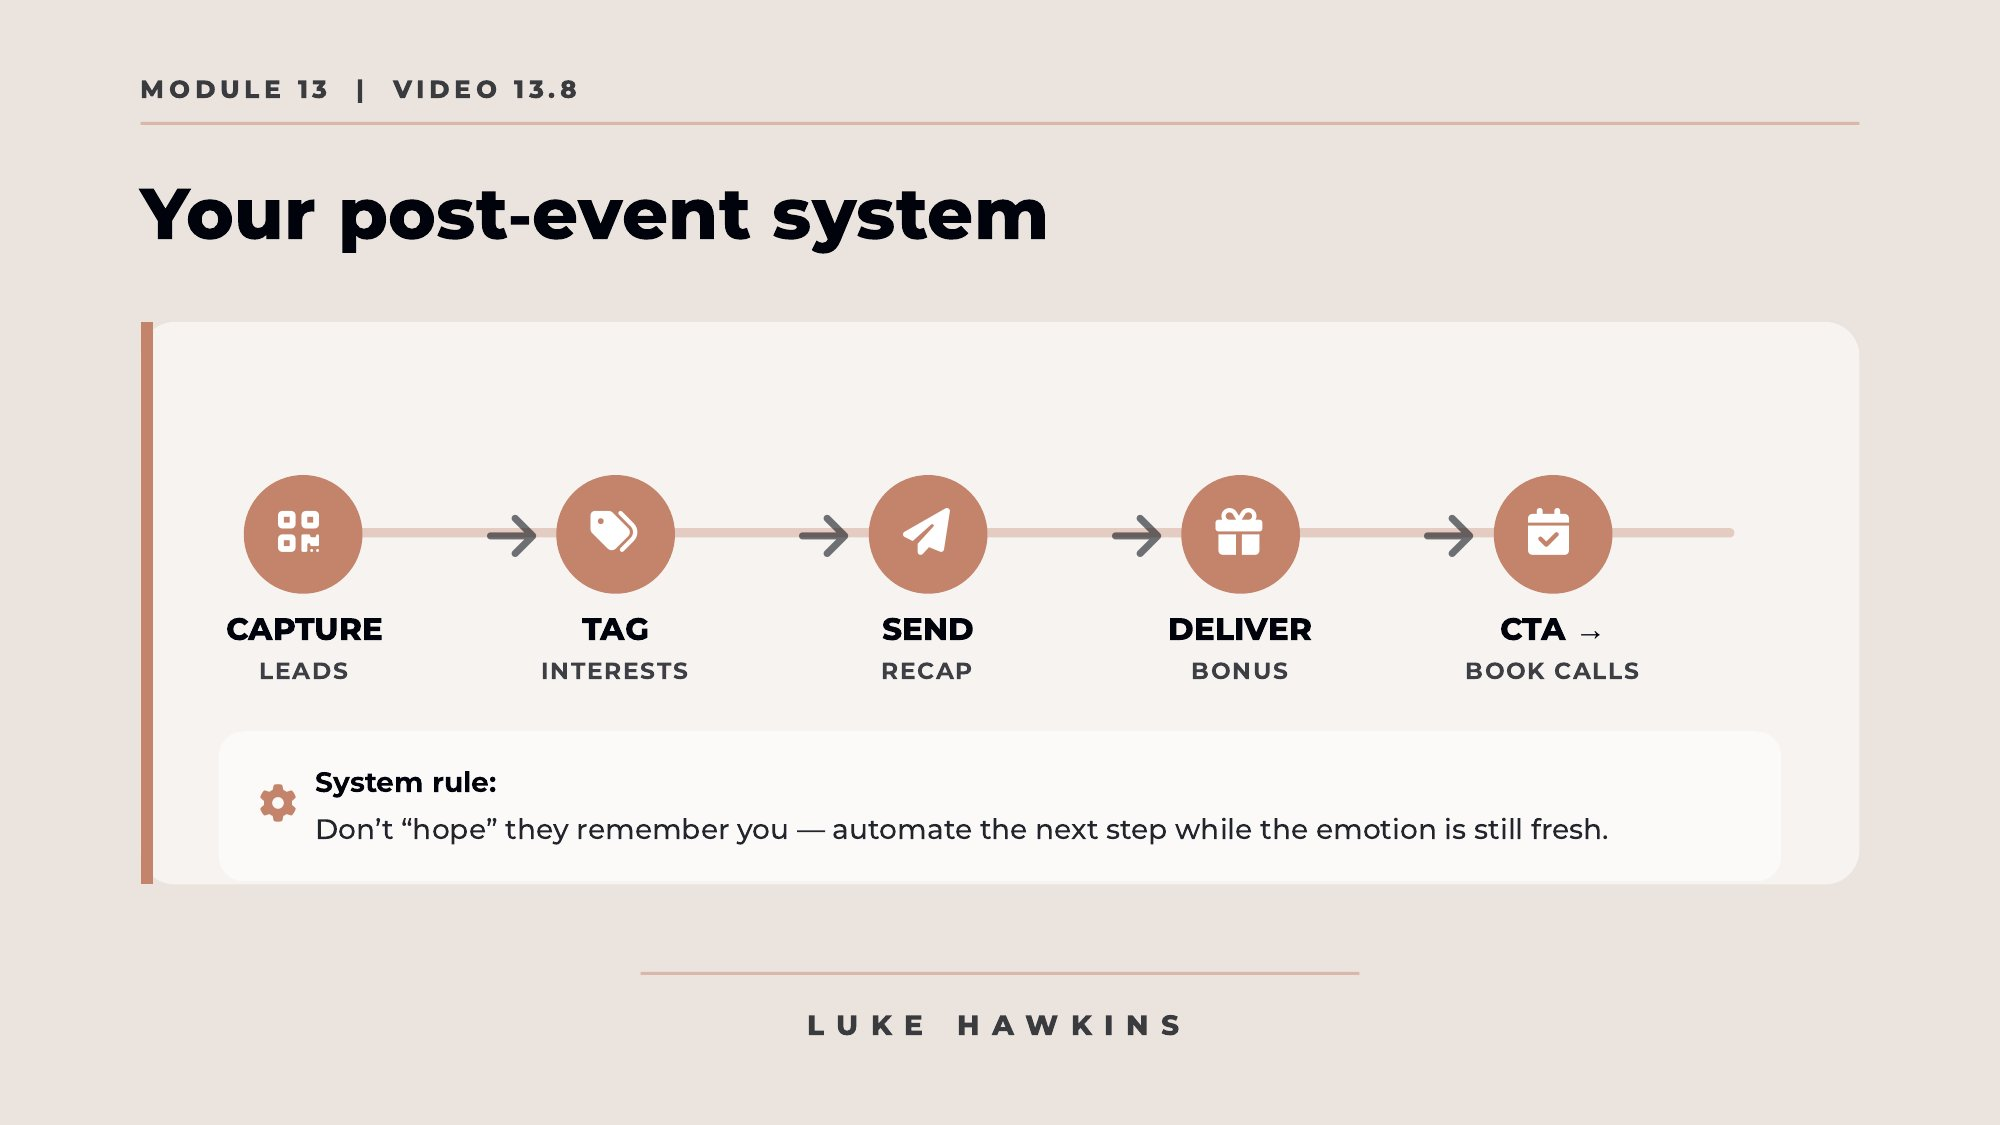 MODULE 13 | VIDEO 13.8
Your post-event system
CAPTURE
LEADS
TAG
INTERESTS
SEND
RECAP
DELIVER
BONUS
CTA →
BOOK CALLS
System rule:
Don’t “hope” they remember you — automate the next step while the emotion is still fresh.
LUKE HAWKINS